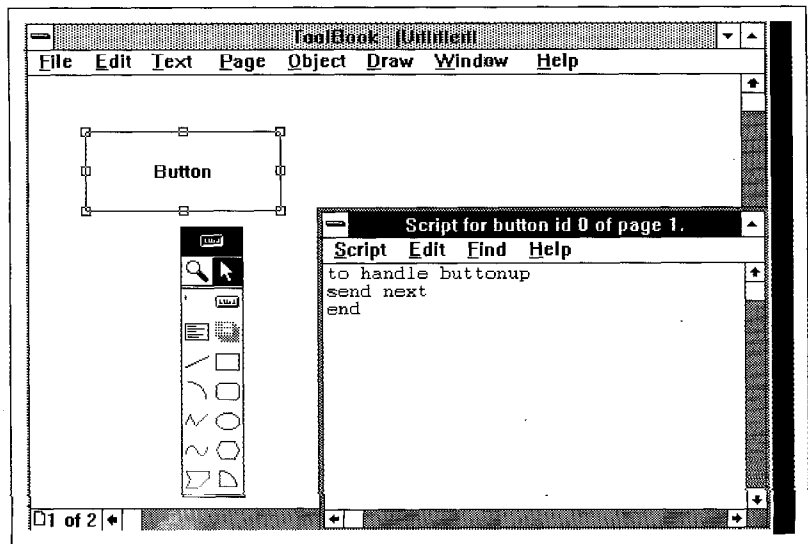 ToolBook - [Untitled]
File Edit Text Page Object Draw Window Help
Button
Script for button id 0 of page 1.
Script Edit Find Help
to handle buttonup
send next
end
1 of 2